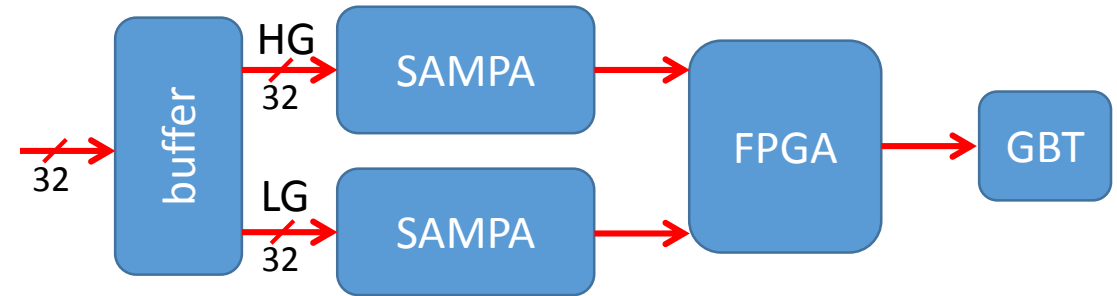 32
buffer
HG
32
SAMPA
LG
32
SAMPA
FPGA
GBT